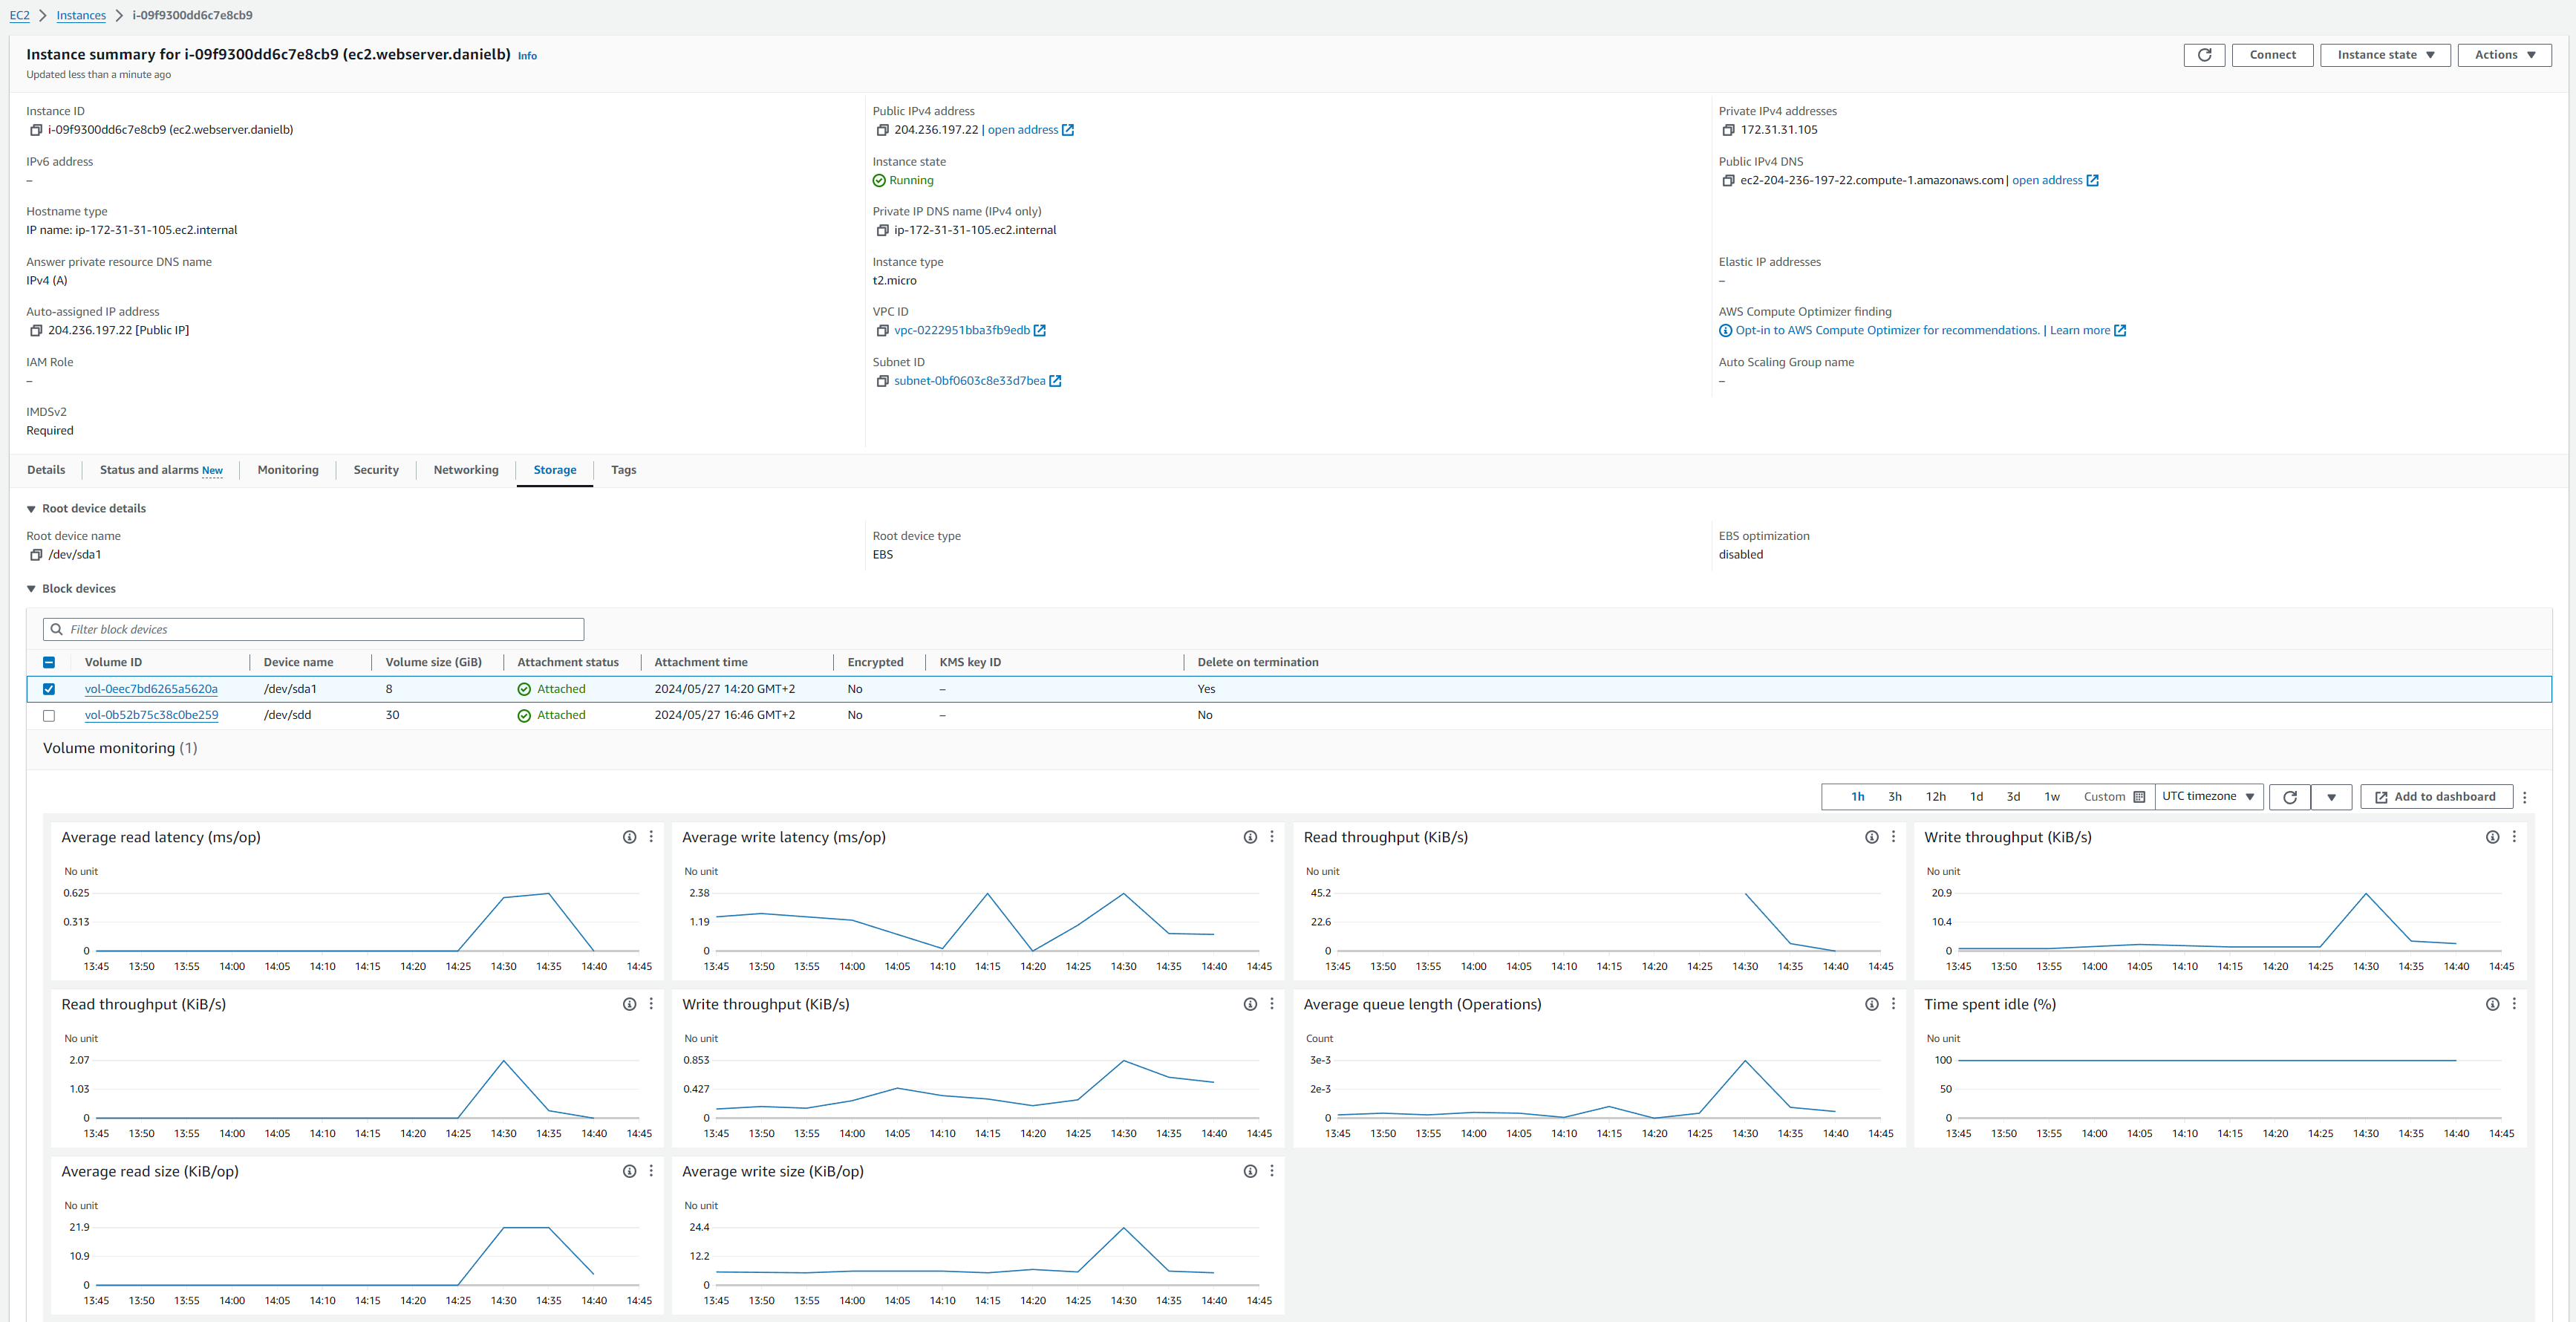 EC2 > Instances > i-09f9300dd6c7e8cb9
Instance summary for i-09f9300dd6c7e8cb9 (ec2.webserver.danielb) Info
Updated less than a minute ago
Connect
Instance state
Actions
Instance ID
i-09f9300dd6c7e8cb9 (ec2.webserver.danielb)
Public IPv4 address
204.236.197.22 | open address
Private IPv4 addresses
172.31.31.105
IPv6 address
–
Instance state
Running
Public IPv4 DNS
ec2-204-236-197-22.compute-1.amazonaws.com | open address
Hostname type
IP name: ip-172-31-31-105.ec2.internal
Private IP DNS name (IPv4 only)
ip-172-31-31-105.ec2.internal
Answer private resource DNS name
IPv4 (A)
Instance type
t2.micro
Elastic IP addresses
–
Auto-assigned IP address
204.236.197.22 [Public IP]
VPC ID
vpc-0222951bba3fb9edb
AWS Compute Optimizer finding
Opt-in to AWS Compute Optimizer for recommendations. | Learn more
IAM Role
–
Subnet ID
subnet-0bf0603c8e33d7bea
Auto Scaling Group name
–
IMDSv2
Required
Details Status and alarms New Monitoring Security Networking Storage Tags
Root device details
Root device name
/dev/sda1
Root device type
EBS
EBS optimization
disabled
Block devices
Filter block devices
Volume ID Device name Volume size (GiB) Attachment status Attachment time Encrypted KMS key ID Delete on termination
vol-0eec7bd6265a5620a /dev/sda1 8 Attached 2024/05/27 14:20 GMT+2 No – Yes
vol-0b52b75c38c0be259 /dev/sdd 30 Attached 2024/05/27 16:46 GMT+2 No – No
Volume monitoring (1)
1h 3h 12h 1d 3d 1w Custom UTC timezone Add to dashboard
Average read latency (ms/op)
No unit
0.625
0.313
0
13:45 13:50 13:55 14:00 14:05 14:10 14:15 14:20 14:25 14:30 14:35 14:40 14:45
Average write latency (ms/op)
No unit
2.38
1.19
0
13:45 13:50 13:55 14:00 14:05 14:10 14:15 14:20 14:25 14:30 14:35 14:40 14:45
Read throughput (KiB/s)
No unit
45.2
22.6
0
13:45 13:50 13:55 14:00 14:05 14:10 14:15 14:20 14:25 14:30 14:35 14:40 14:45
Write throughput (KiB/s)
No unit
20.9
10.4
0
13:45 13:50 13:55 14:00 14:05 14:10 14:15 14:20 14:25 14:30 14:35 14:40 14:45
Read throughput (KiB/s)
No unit
2.07
1.03
0
13:45 13:50 13:55 14:00 14:05 14:10 14:15 14:20 14:25 14:30 14:35 14:40 14:45
Write throughput (KiB/s)
No unit
0.853
0.427
0
13:45 13:50 13:55 14:00 14:05 14:10 14:15 14:20 14:25 14:30 14:35 14:40 14:45
Average queue length (Operations)
Count
3e-3
2e-3
0
13:45 13:50 13:55 14:00 14:05 14:10 14:15 14:20 14:25 14:30 14:35 14:40 14:45
Time spent idle (%)
No unit
100
50
0
13:45 13:50 13:55 14:00 14:05 14:10 14:15 14:20 14:25 14:30 14:35 14:40 14:45
Average read size (KiB/op)
No unit
21.9
10.9
0
13:45 13:50 13:55 14:00 14:05 14:10 14:15 14:20 14:25 14:30 14:35 14:40 14:45
Average write size (KiB/op)
No unit
24.4
12.2
0
13:45 13:50 13:55 14:00 14:05 14:10 14:15 14:20 14:25 14:30 14:35 14:40 14:45